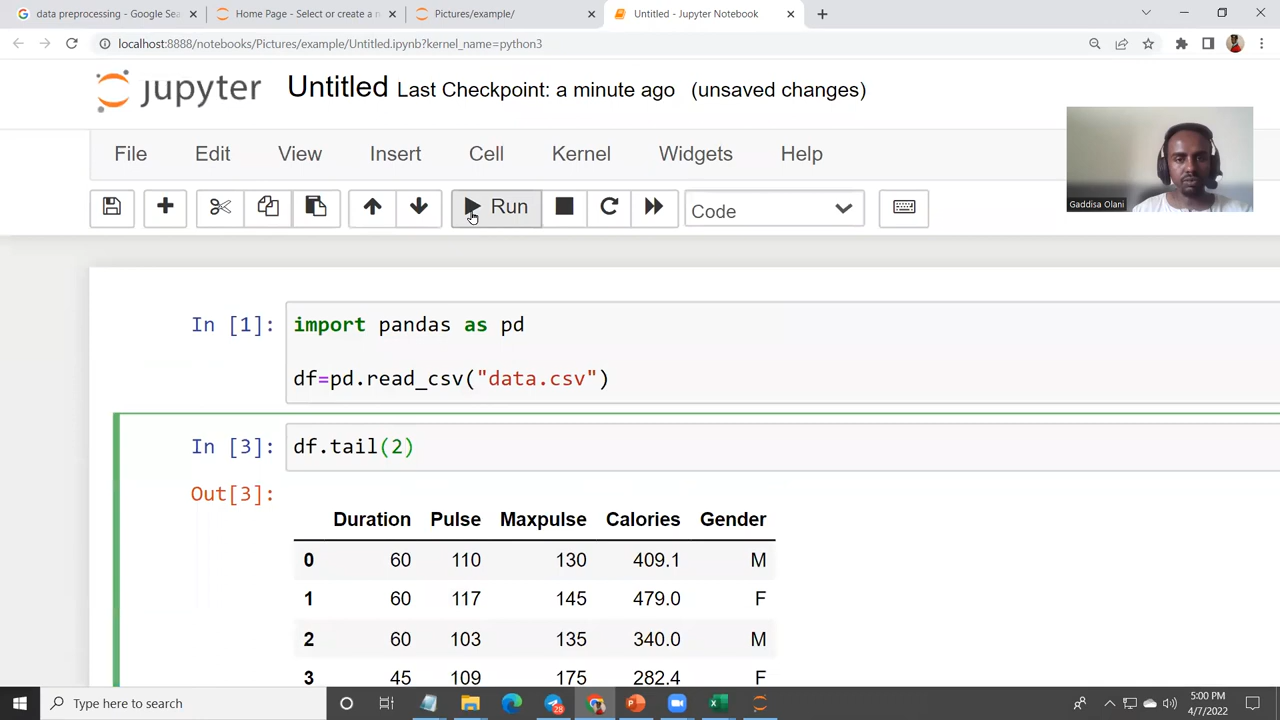 data preprocessing - Google Sea
Home Page - Select or create a n
Pictures/example/
Untitled - Jupyter Notebook
localhost:8888/notebooks/Pictures/example/Untitled.ipynb?kernel_name=python3
jupyter Untitled Last Checkpoint: a minute ago (unsaved changes)
File Edit View Insert Cell Kernel Widgets Help
Run Code
Gaddisa Olani
In [1]: import pandas as pd
df=pd.read_csv("data.csv")
In [3]: df.tail(2)
Out[3]:
Duration Pulse Maxpulse Calories Gender
0 60 110 130 409.1 M
1 60 117 145 479.0 F
2 60 103 135 340.0 M
3 45 109 175 282.4 F
Type here to search
28
5:00 PM
4/7/2022